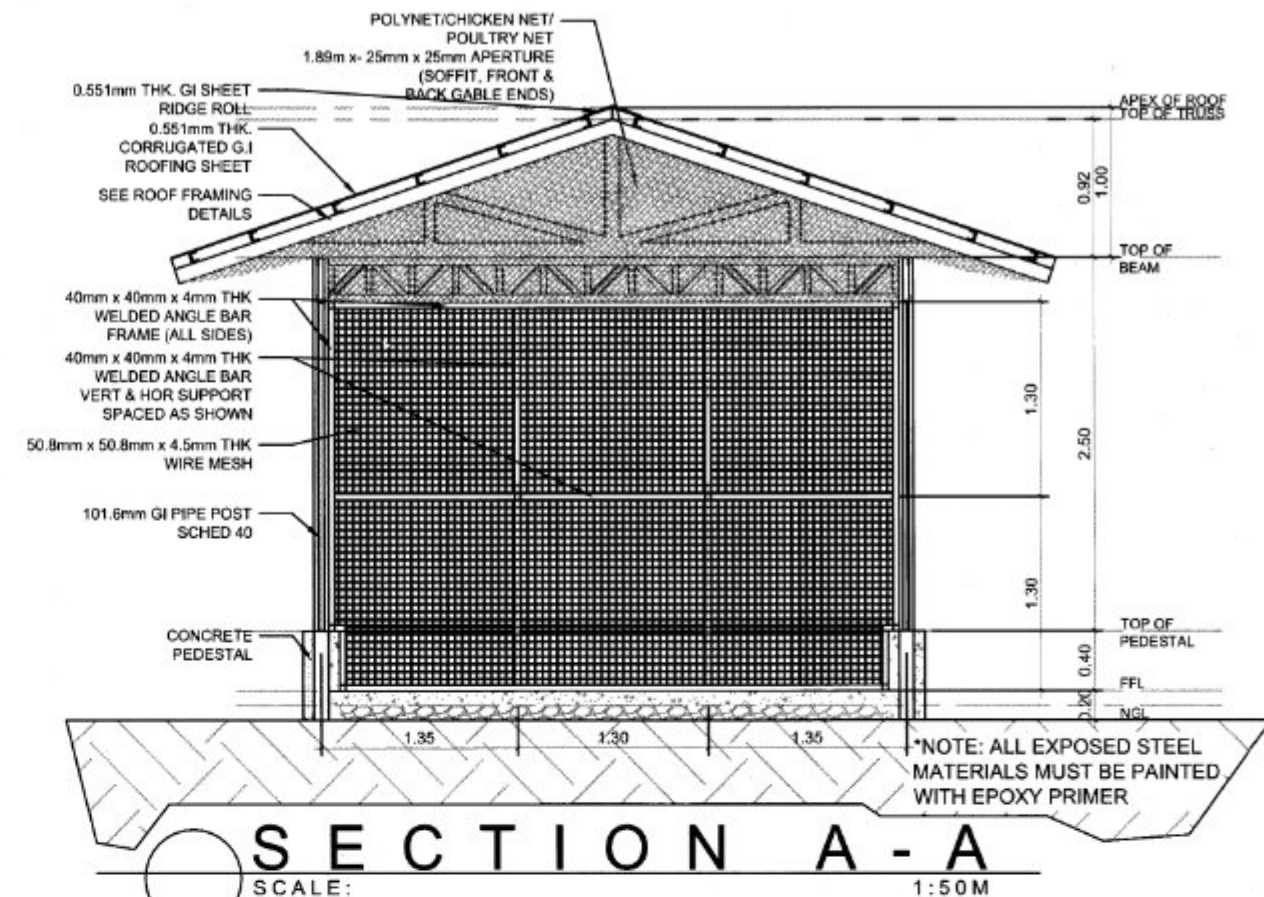 POLYNET/CHICKEN NET/
POULTRY NET
1.89m x- 25mm x 25mm APERTURE
(SOFFIT, FRONT &
BACK GABLE ENDS)
0.551mm THK. GI SHEET
RIDGE ROLL
0.551mm THK.
CORRUGATED G.I
ROOFING SHEET
SEE ROOF FRAMING
DETAILS
40mm x 40mm x 4mm THK
WELDED ANGLE BAR
FRAME (ALL SIDES)
40mm x 40mm x 4mm THK
WELDED ANGLE BAR
VERT & HOR SUPPORT
SPACED AS SHOWN
50.8mm x 50.8mm x 4.5mm THK
WIRE MESH
101.6mm GI PIPE POST
SCHED 40
CONCRETE
PEDESTAL
APEX OF ROOF
TOP OF TRUSS
0.92
1.00
TOP OF
BEAM
1.30
2.50
1.30
TOP OF
PEDESTAL
0.40
FFL
0.20
NGL
1.35
1.30
1.35
*NOTE: ALL EXPOSED STEEL
MATERIALS MUST BE PAINTED
WITH EPOXY PRIMER
SECTION A-A
SCALE:
1:50M